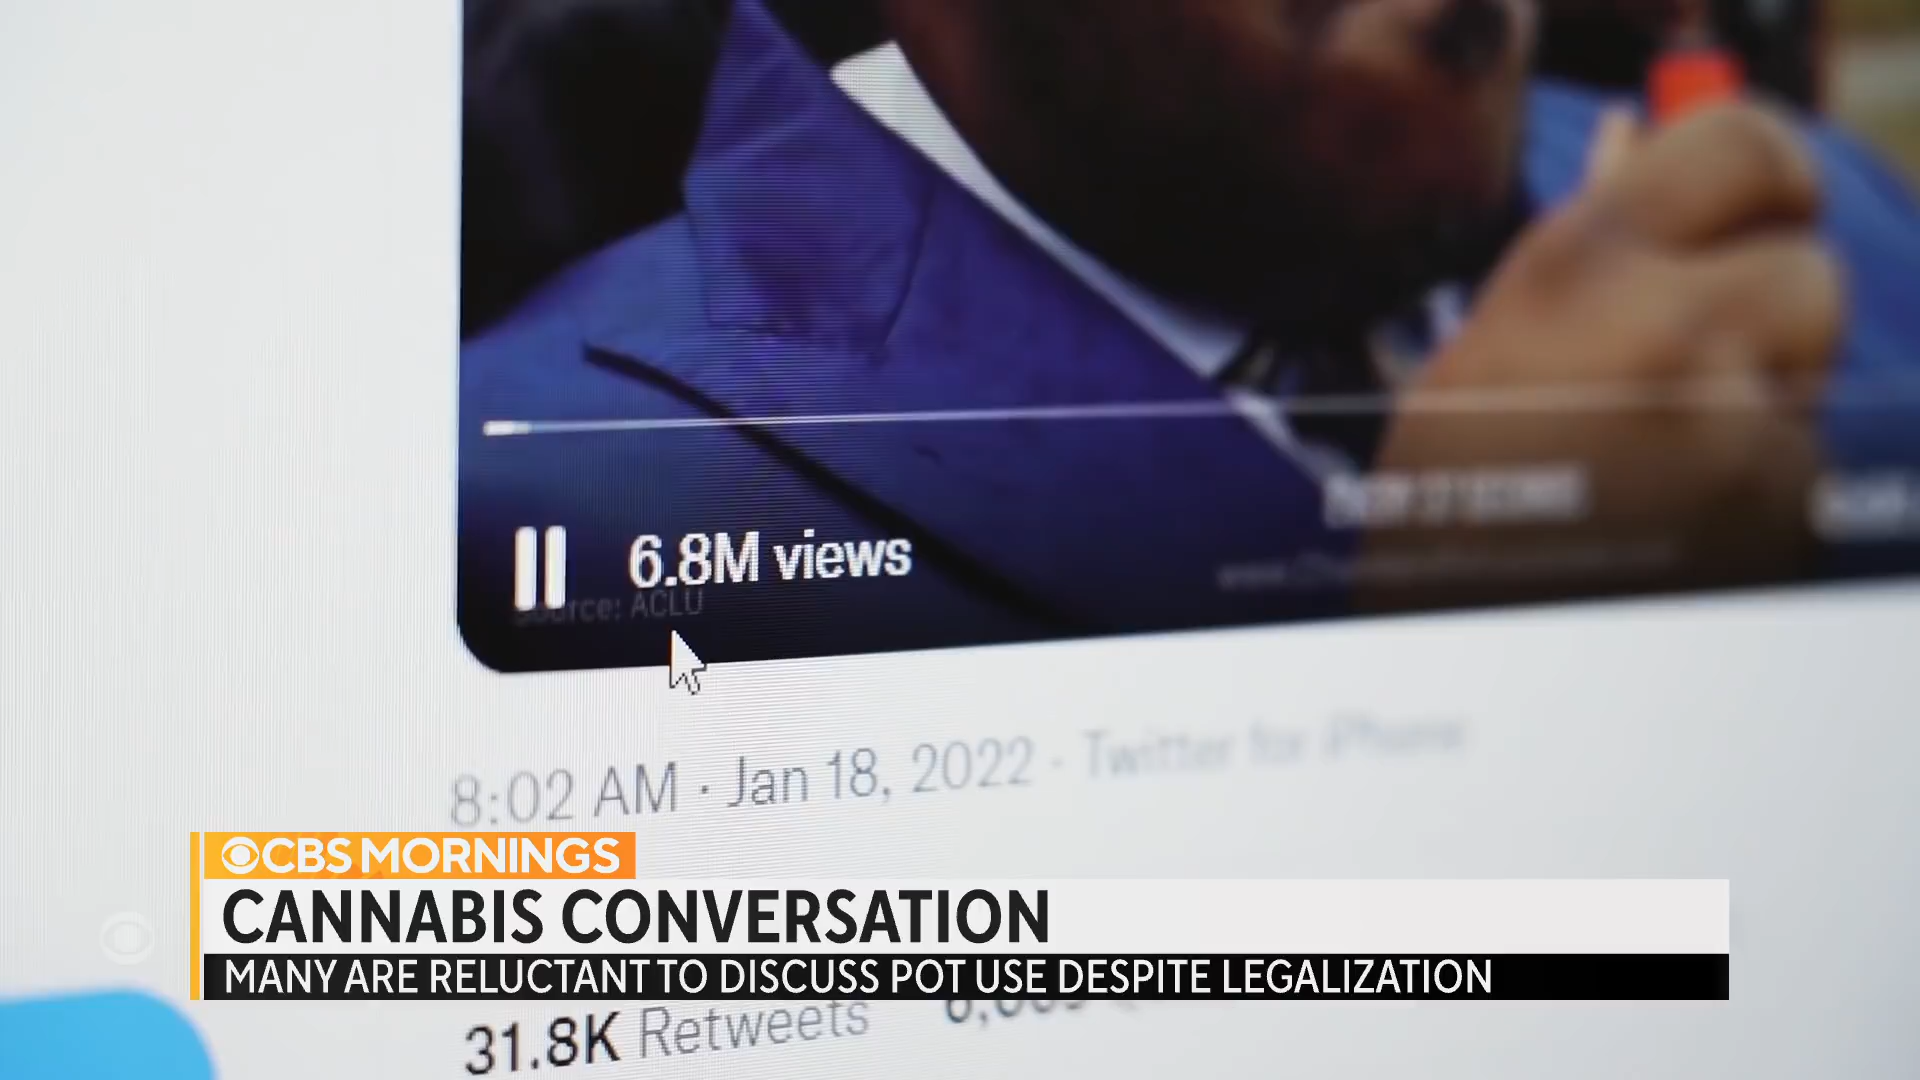 6.8M views
Source: ACLU
8:02 AM · Jan 18, 2022 · Twitter for iPhone
CBS MORNINGS
CANNABIS CONVERSATION
MANY ARE RELUCTANT TO DISCUSS POT USE DESPITE LEGALIZATION
31.8K Retweets